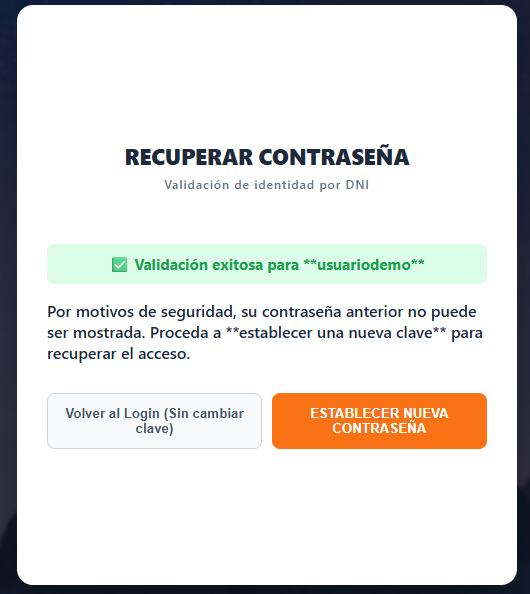 RECUPERAR CONTRASEÑA
Validación de identidad por DNI
✅ Validación exitosa para **usuariodemo**
Por motivos de seguridad, su contraseña anterior no puede
ser mostrada. Proceda a **establecer una nueva clave** para
recuperar el acceso.
Volver al Login (Sin cambiar
clave)
ESTABLECER NUEVA
CONTRASEÑA